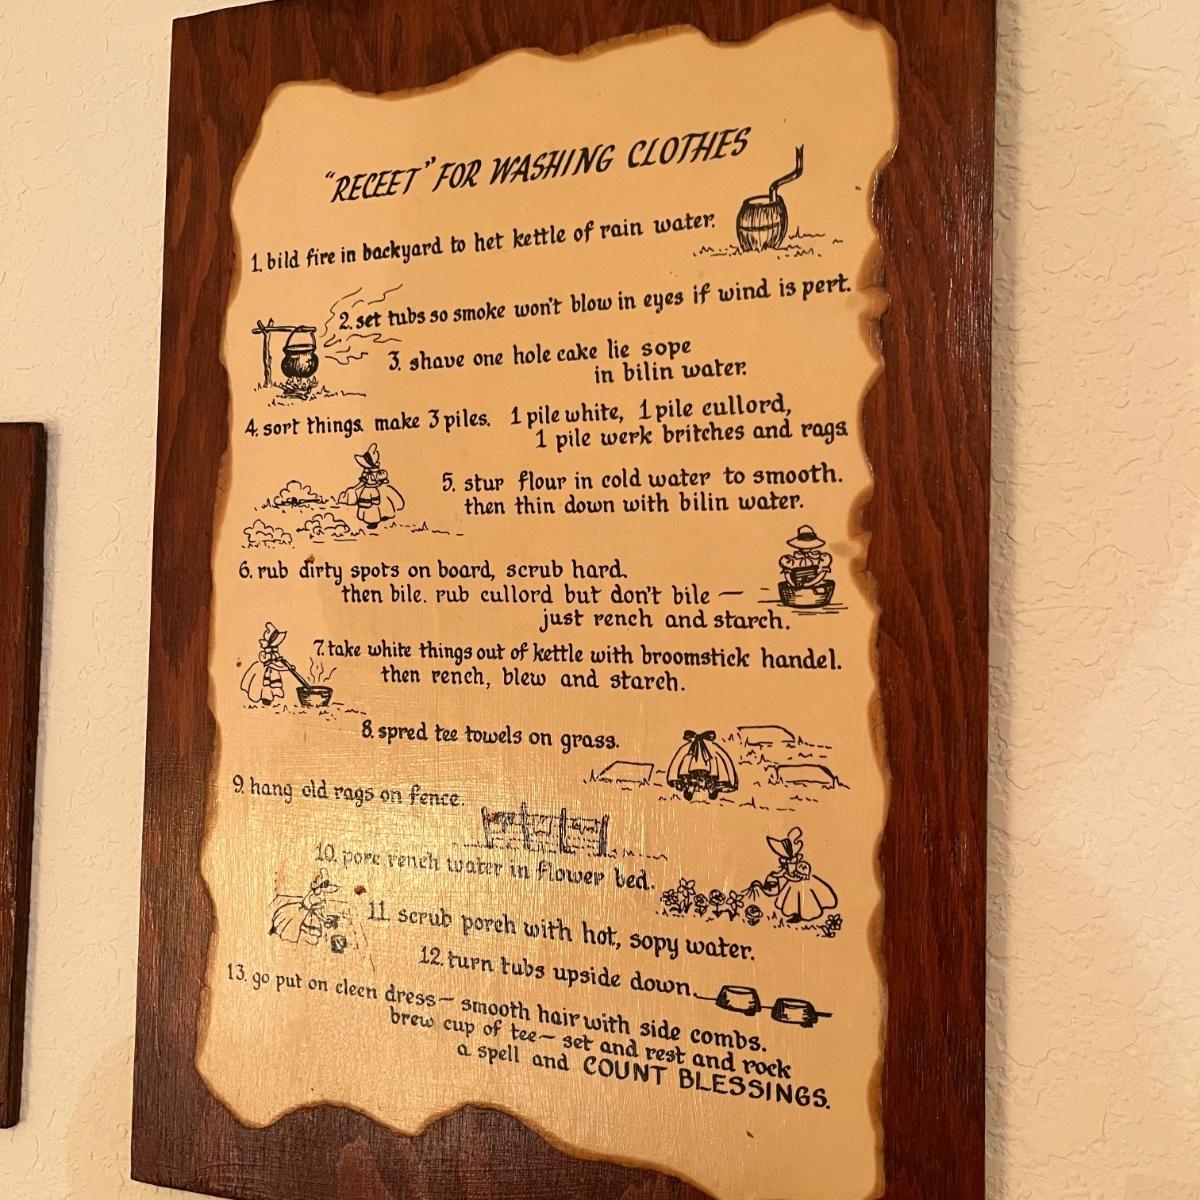 "RECEET" FOR WASHING CLOTHES
1. bild fire in backyard to het kettle of rain water.
2. set tubs so smoke won't blow in eyes if wind is pert.
3. shave one hole cake lie sope
in bilin water.
4. sort things. make 3 piles. 1 pile white, 1 pile cullord,
1 pile werk britches and rags
5. stur flour in cold water to smooth.
then thin down with bilin water.
6. rub dirty spots on board, scrub hard.
then bile. rub cullord but don't bile —
just rench and starch.
7. take white things out of kettle with broomstick handel.
then rench, blew and starch.
8. spred tee towels on grass.
9. hang old rags on fence.
10. pore rench water in flower bed.
11. scrub porch with hot, sopy water.
12. turn tubs upside down.
13. go put on cleen dress — smooth hair with side combs.
brew cup of tee — set and rest and rock
a spell and COUNT BLESSINGS.